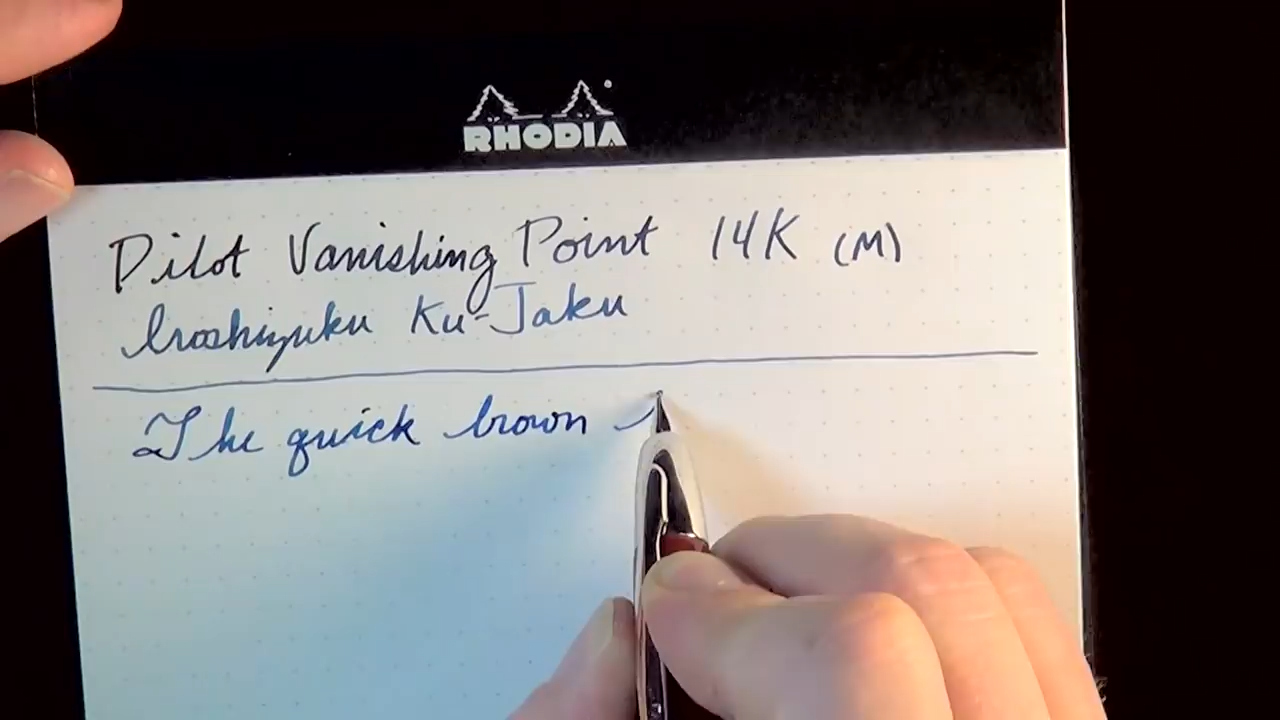 RHODIA
Pilot Vanishing Point 14K (M)
Iroshizuku Ku-Jaku
The quick brown